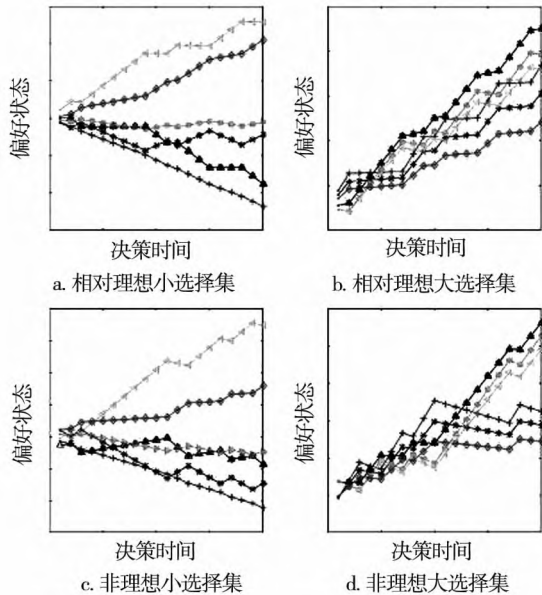 偏好状态
偏好状态
决策时间
决策时间
a. 相对理想小选择集
b. 相对理想大选择集
偏好状态
偏好状态
决策时间
决策时间
c. 非理想小选择集
d. 非理想大选择集